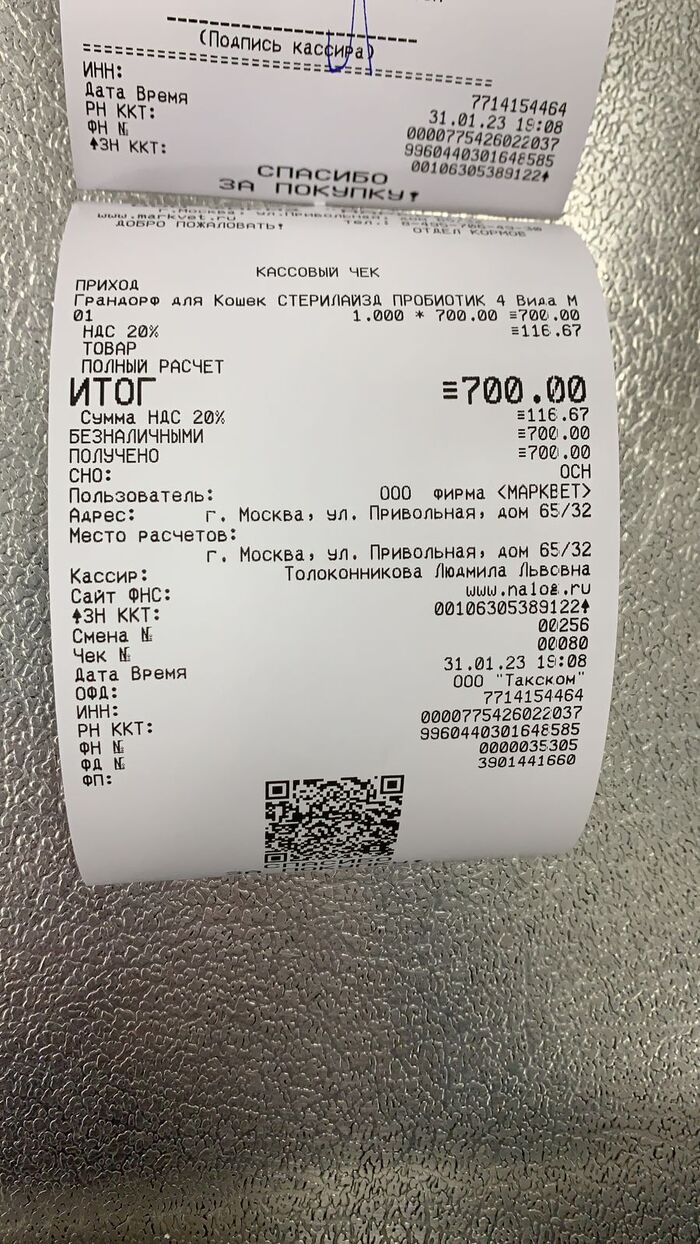 (Подпись кассира)
ИНН: 7714154464
Дата Время 31.01.23 19:08
РН ККТ: 0000775426022037
ФН № 9960440301648585
↑ЗН ККТ: 00106305389122↑
СПАСИБО
ЗА ПОКУПКУ!
www.markvet.ru
ДОБРО ПОЖАЛОВАТЬ! ОТДЕЛ КОРМОВ
КАССОВЫЙ ЧЕК
ПРИХОД
Грандорф для Кошек СТЕРИЛАЙЗД ПРОБИОТИК 4 Вида М
01 1.000 * 700.00 ≡700.00
НДС 20% ≡116.67
ТОВАР
ПОЛНЫЙ РАСЧЕТ
ИТОГ ≡700.00
Сумма НДС 20% ≡116.67
БЕЗНАЛИЧНЫМИ ≡700.00
ПОЛУЧЕНО ≡700.00
СНО: ОСН
Пользователь: ООО фирма <МАРКВЕТ>
Адрес: г. Москва, ул. Привольная, дом 65/32
Место расчетов:
г. Москва, ул. Привольная, дом 65/32
Кассир: Толоконникова Людмила Львовна
Сайт ФНС: www.nalog.ru
↑ЗН ККТ: 00106305389122↑
Смена № 00256
Чек № 00080
Дата Время 31.01.23 19:08
ОФД: ООО "Такском"
ИНН: 7714154464
РН ККТ: 0000775426022037
ФН № 9960440301648585
ФД № 0000035305
ФП: 3901441660